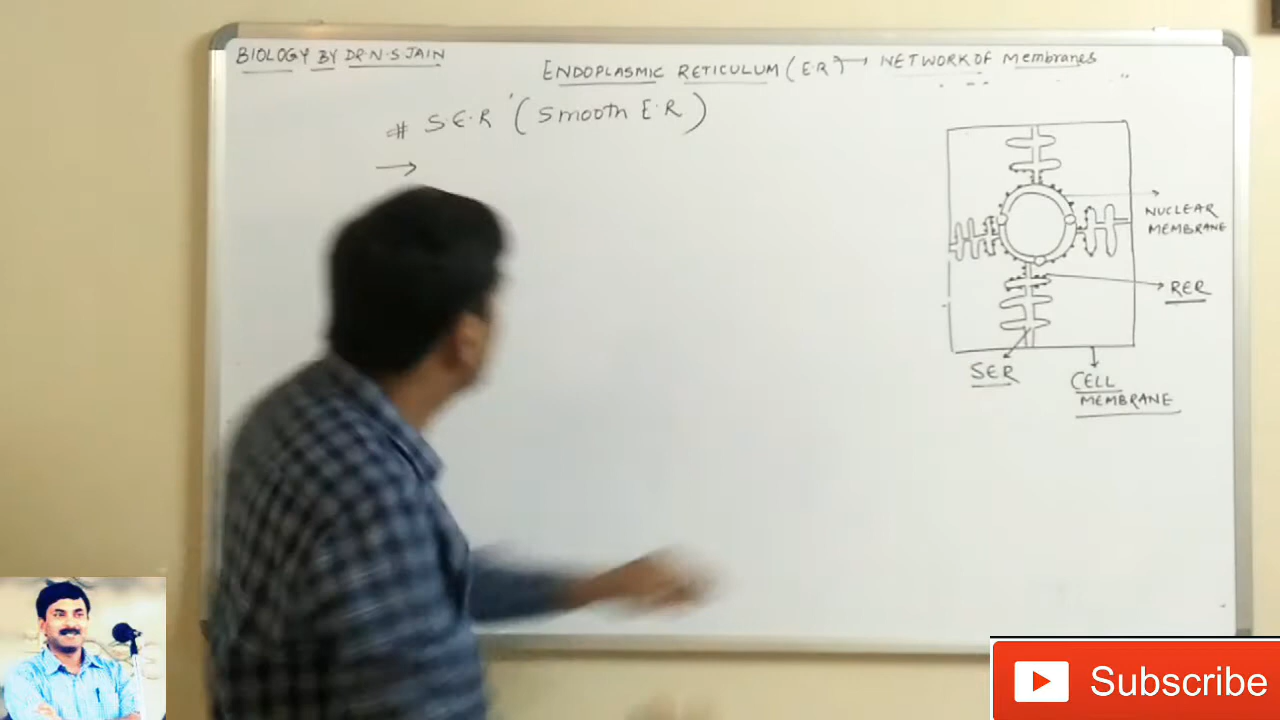 BIOLOGY BY DR.N.S JAIN
ENDOPLASMIC RETICULUM (E.R) → NETWORK OF Membranes
# S.E.R (Smooth E.R)
→
NUCLEAR
MEMBRANE
RER
SER
CELL
MEMBRANE
Subscribe